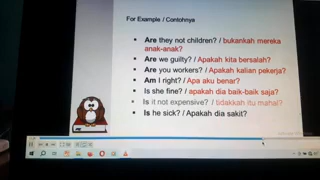 For Example / Contohnya
Are they not children? / bukankah mereka
anak-anak?
Are we guilty? / Apakah kita bersalah?
Are you workers? / Apakah kalian pekerja?
Am I right? / Apa aku benar?
Is she fine? / apakah dia baik-baik saja?
Is it not expensive? / tidakkah itu mahal?
Is he sick? / Apakah dia sakit?